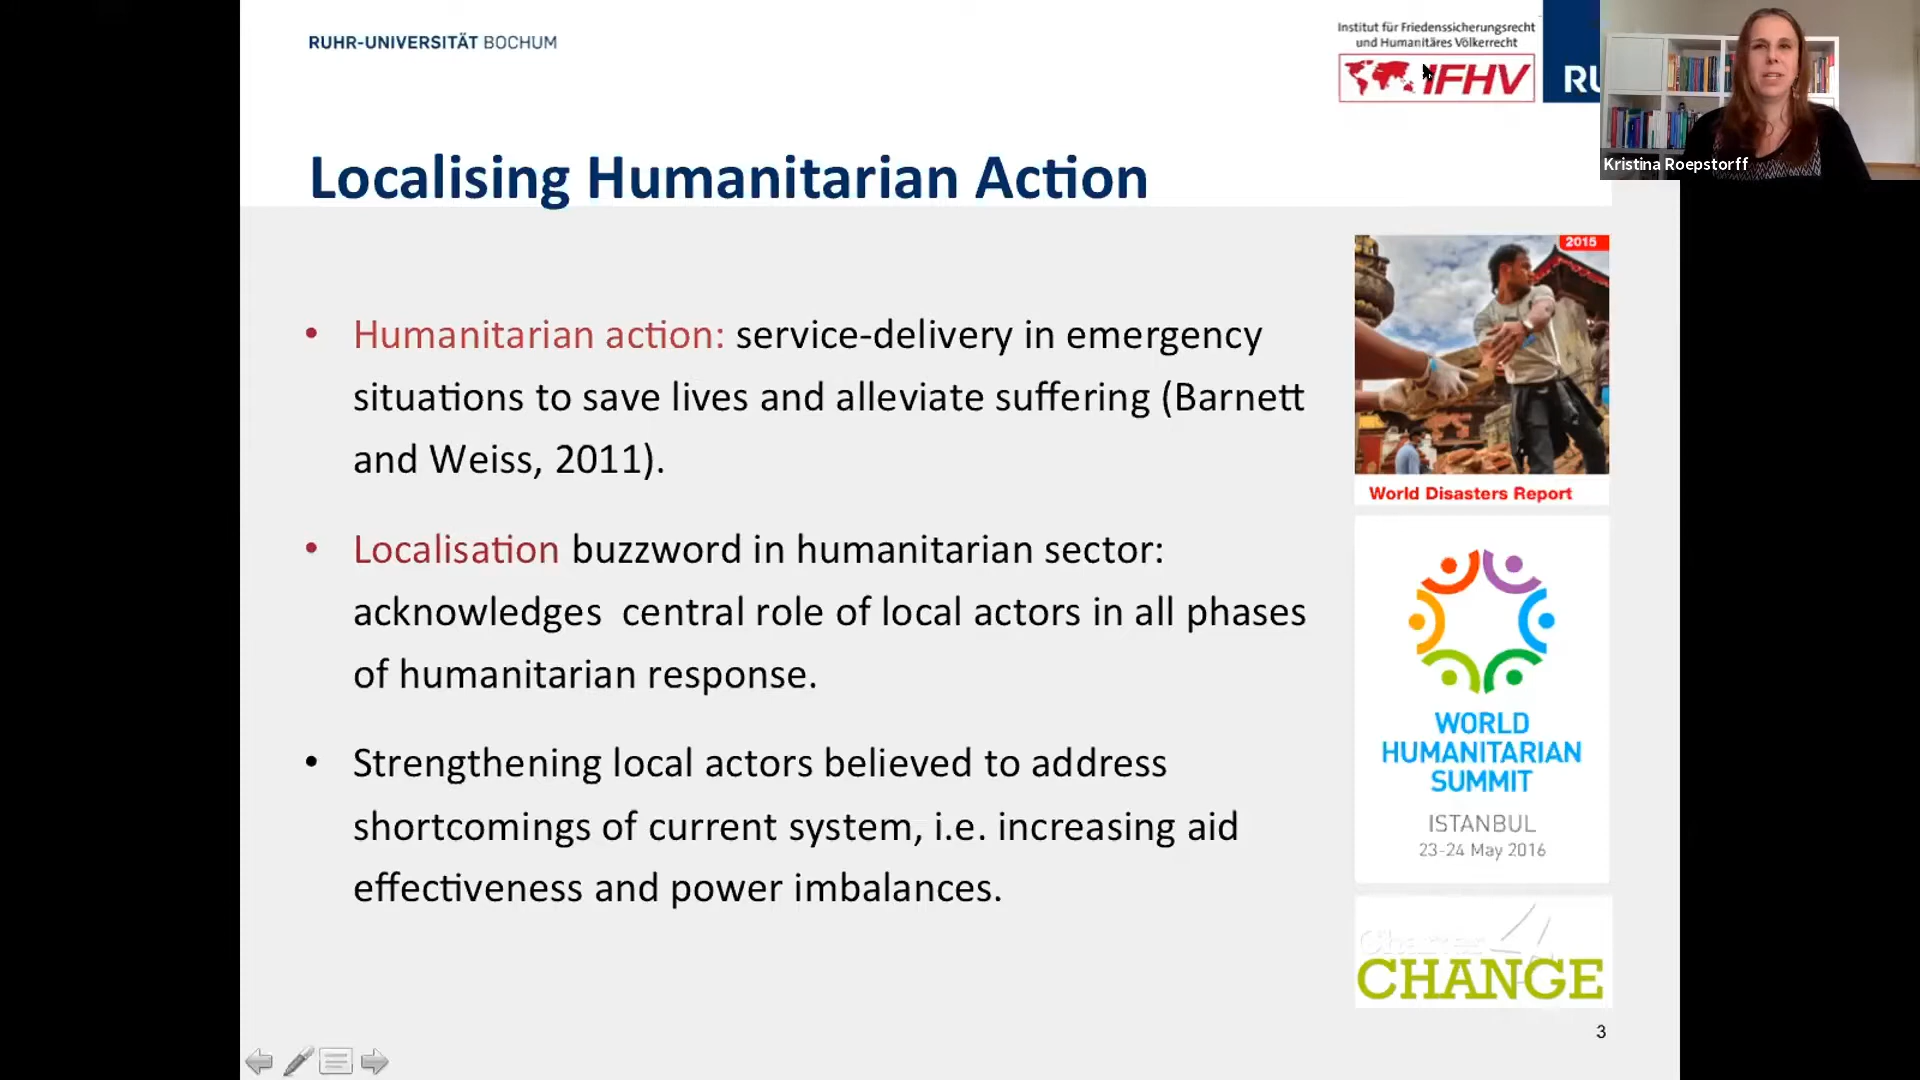 RUHR-UNIVERSITÄT BOCHUM
Institut für Friedenssicherungsrecht
und Humanitäres Völkerrecht
IFHV
RU
Kristina Roepstorff
Localising Humanitarian Action
• Humanitarian action: service-delivery in emergency
situations to save lives and alleviate suffering (Barnett
and Weiss, 2011).
• Localisation buzzword in humanitarian sector:
acknowledges  central role of local actors in all phases
of humanitarian response.
• Strengthening local actors believed to address
shortcomings of current system, i.e. increasing aid
effectiveness and power imbalances.
2015
World Disasters Report
WORLD
HUMANITARIAN
SUMMIT
ISTANBUL
23-24 May 2016
Charter 4
CHANGE
3